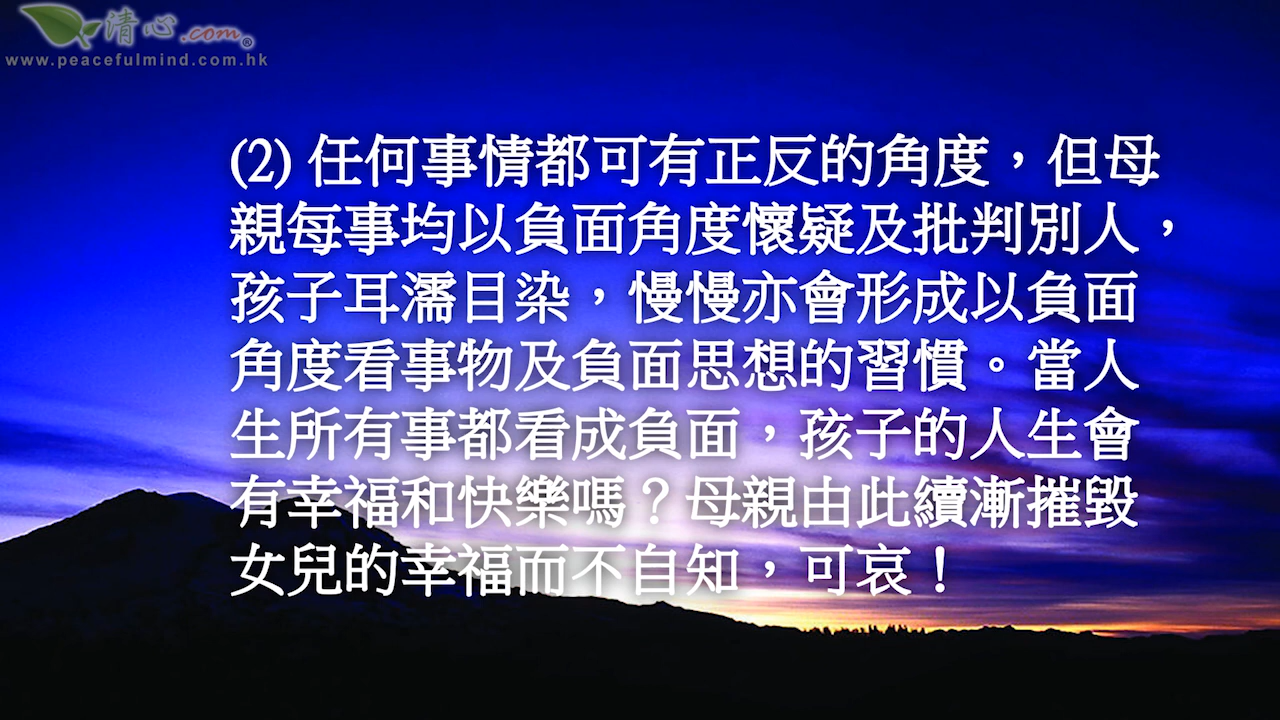 清心.com®
www.peacefulmind.com.hk
(2) 任何事情都可有正反的角度，但母
親每事均以負面角度懷疑及批判別人，
孩子耳濡目染，慢慢亦會形成以負面
角度看事物及負面思想的習慣。當人
生所有事都看成負面，孩子的人生會
有幸福和快樂嗎？母親由此續漸摧毀
女兒的幸福而不自知，可哀！